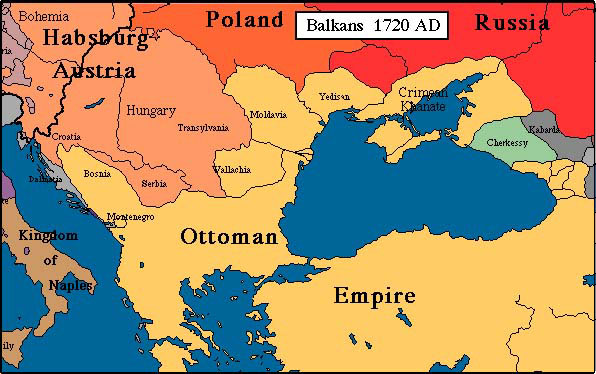 Bohemia
Poland
Balkans 1720 AD
Russia
Habsburg
Austria
Hungary
Moldavia
Yedisan
Crimean
Khanate
Transylvania
Croatia
Kabarda
Cherkessy
Dalmatia
Bosnia
Serbia
Wallachia
Montenegro
Kingdom
of
Naples
Ottoman
Empire
ily